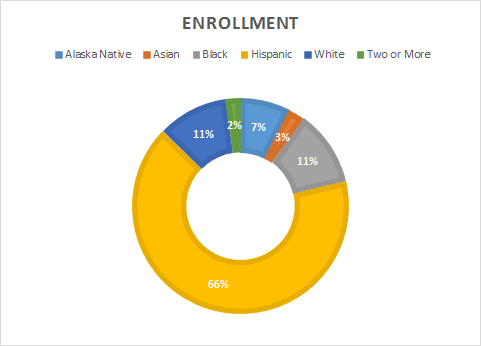 ENROLLMENT
Alaska Native Asian Black Hispanic White Two or More
2% 7%
11% 3%
11%
66%